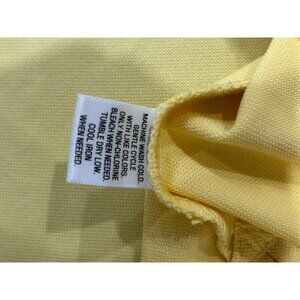 MACHINE WASH COLD.
GENTLE CYCLE
WITH LIKE COLORS.
ONLY NON-CHLORINE
BLEACH WHEN NEEDED.
TUMBLE DRY LOW.
COOL IRON
WHEN NEEDED